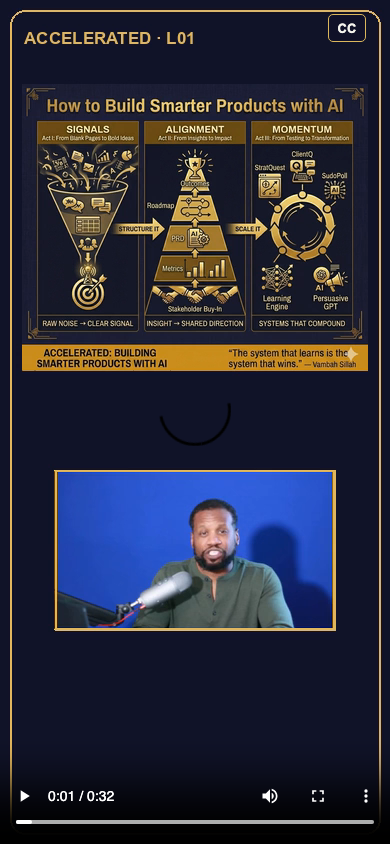 ACCELERATED · L01
CC
How to Build Smarter Products with AI
SIGNALS
Act I: From Blank Pages to Bold Ideas
ALIGNMENT
Act II: From Insights to Impact
MOMENTUM
Act III: From Testing to Transformation
Outcomes
Roadmap
PRD
Metrics
Stakeholder Buy-In
STRUCTURE IT
SCALE IT
ClientQ
StratQuest
SudoPoll
AI
Learning
Engine
Persuasive
GPT
RAW NOISE → CLEAR SIGNAL
INSIGHT → SHARED DIRECTION
SYSTEMS THAT COMPOUND
ACCELERATED: BUILDING
SMARTER PRODUCTS WITH AI
“The system that learns is the
system that wins.” — Vambah Sillah
0:01 / 0:32